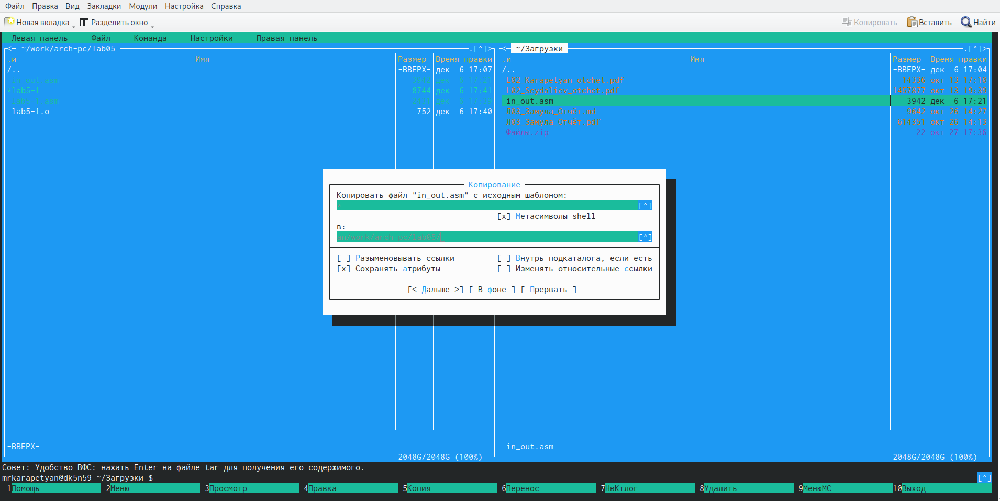 Файл Правка Вид Закладки Модули Настройка Справка
Новая вкладка Разделить окно Копировать Вставить Найти
Левая панель Файл Команда Настройки Правая панель
<─ ~/work/arch-pc/lab05 .[^]>
.и Имя Размер Время правки
/.. -ВВЕРХ- дек 6 17:07
in_out.asm 3942 дек 6 17:21
*lab5-1 8744 дек 6 17:41
lab5-1.asm 2431 дек 6 17:39
lab5-1.o 752 дек 6 17:40
-ВВЕРХ-
2048G/2048G (100%)
<─ ~/Загрузки .[^]>
.и Имя Размер Время правки
/.. -ВВЕРХ- дек 6 17:04
L02_Karapetyan_otchet.pdf 14336 окт 13 17:10
L02_Seydaliev_otchet.pdf 1457877 окт 13 19:39
in_out.asm 3942 дек 6 17:21
Л03_Замула_Отчёт.md 9642 окт 26 14:27
Л03_Замула_Отчёт.pdf 614351 окт 26 14:13
Файлы.zip 22 окт 27 17:36
in_out.asm
2048G/2048G (100%)
Копирование
Копировать файл "in_out.asm" с исходным шаблоном:
[^]
[x] Метасимволы shell
в:
an/work/arch-pc/lab05/ [^]
[ ] Разыменовывать ссылки [ ] Внутрь подкаталога, если есть
[x] Сохранять атрибуты [ ] Изменять относительные ссылки
[< Дальше >] [ В фоне ] [ Прервать ]
Совет: Удобство ВФС: нажать Enter на файле tar для получения его содержимого.
mrkarapetyan@dk5n59 ~/Загрузки $ [^]
1Помощь 2Меню 3Просмотр 4Правка 5Копия 6Перенос 7НвКтлог 8Удалить 9МенюМС 10Выход